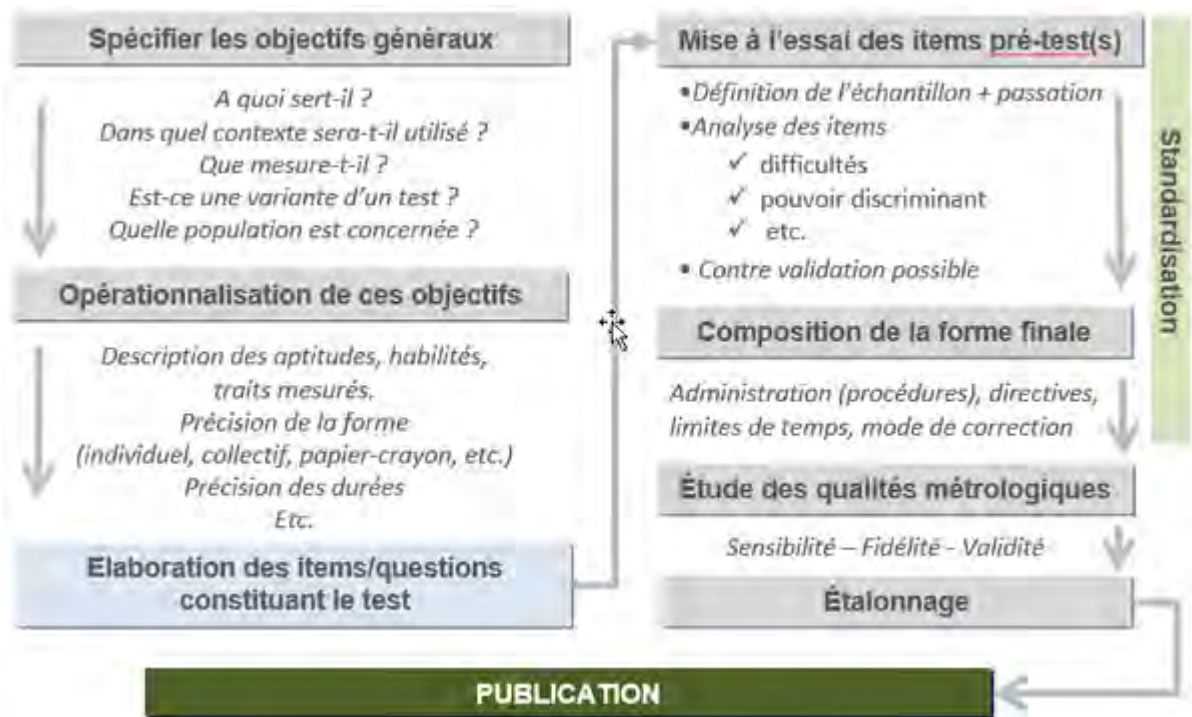 Spécifier les objectifs généraux
A quoi sert-il ?
Dans quel contexte sera-t-il utilisé ?
Que mesure-t-il ?
Est-ce une variante d'un test ?
Quelle population est concernée ?
Opérationnalisation de ces objectifs
Description des aptitudes, habilités,
traits mesurés.
Précision de la forme
(individuel, collectif, papier-crayon, etc.)
Précision des durées
Etc.
Elaboration des items/questions
constituant le test
Mise à l'essai des items pré-test(s)
•Définition de l'échantillon + passation
•Analyse des items
✓ difficultés
✓ pouvoir discriminant
✓ etc.
• Contre validation possible
Composition de la forme finale
Administration (procédures), directives,
limites de temps, mode de correction
Étude des qualités métrologiques
Sensibilité – Fidélité - Validité
Étalonnage
Standardisation
PUBLICATION